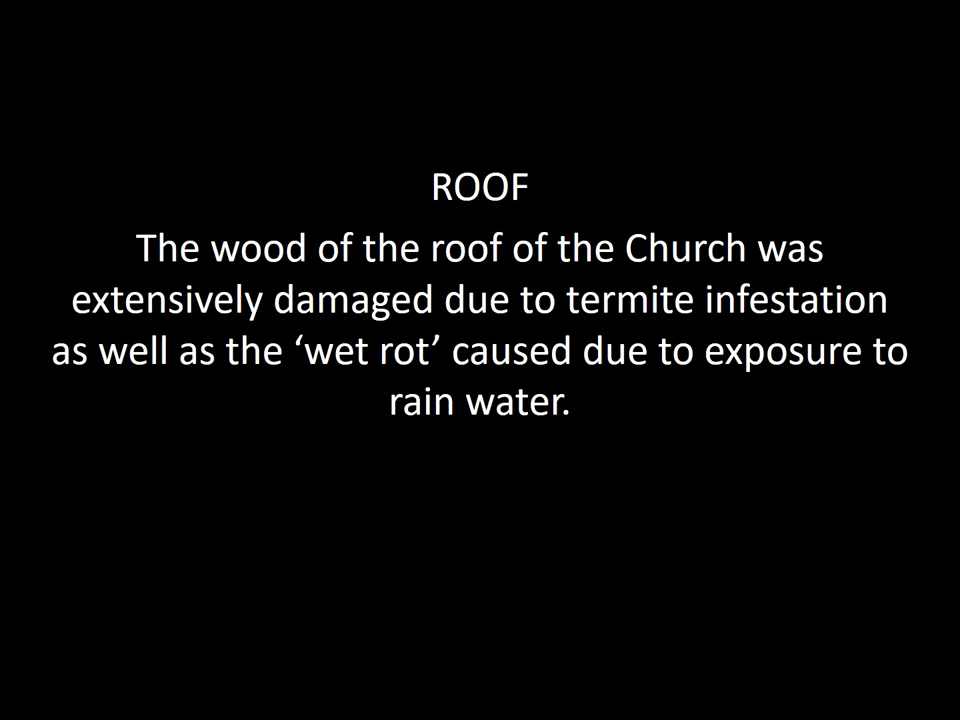 ROOF
The wood of the roof of the Church was
extensively damaged due to termite infestation
as well as the ‘wet rot’ caused due to exposure to
rain water.